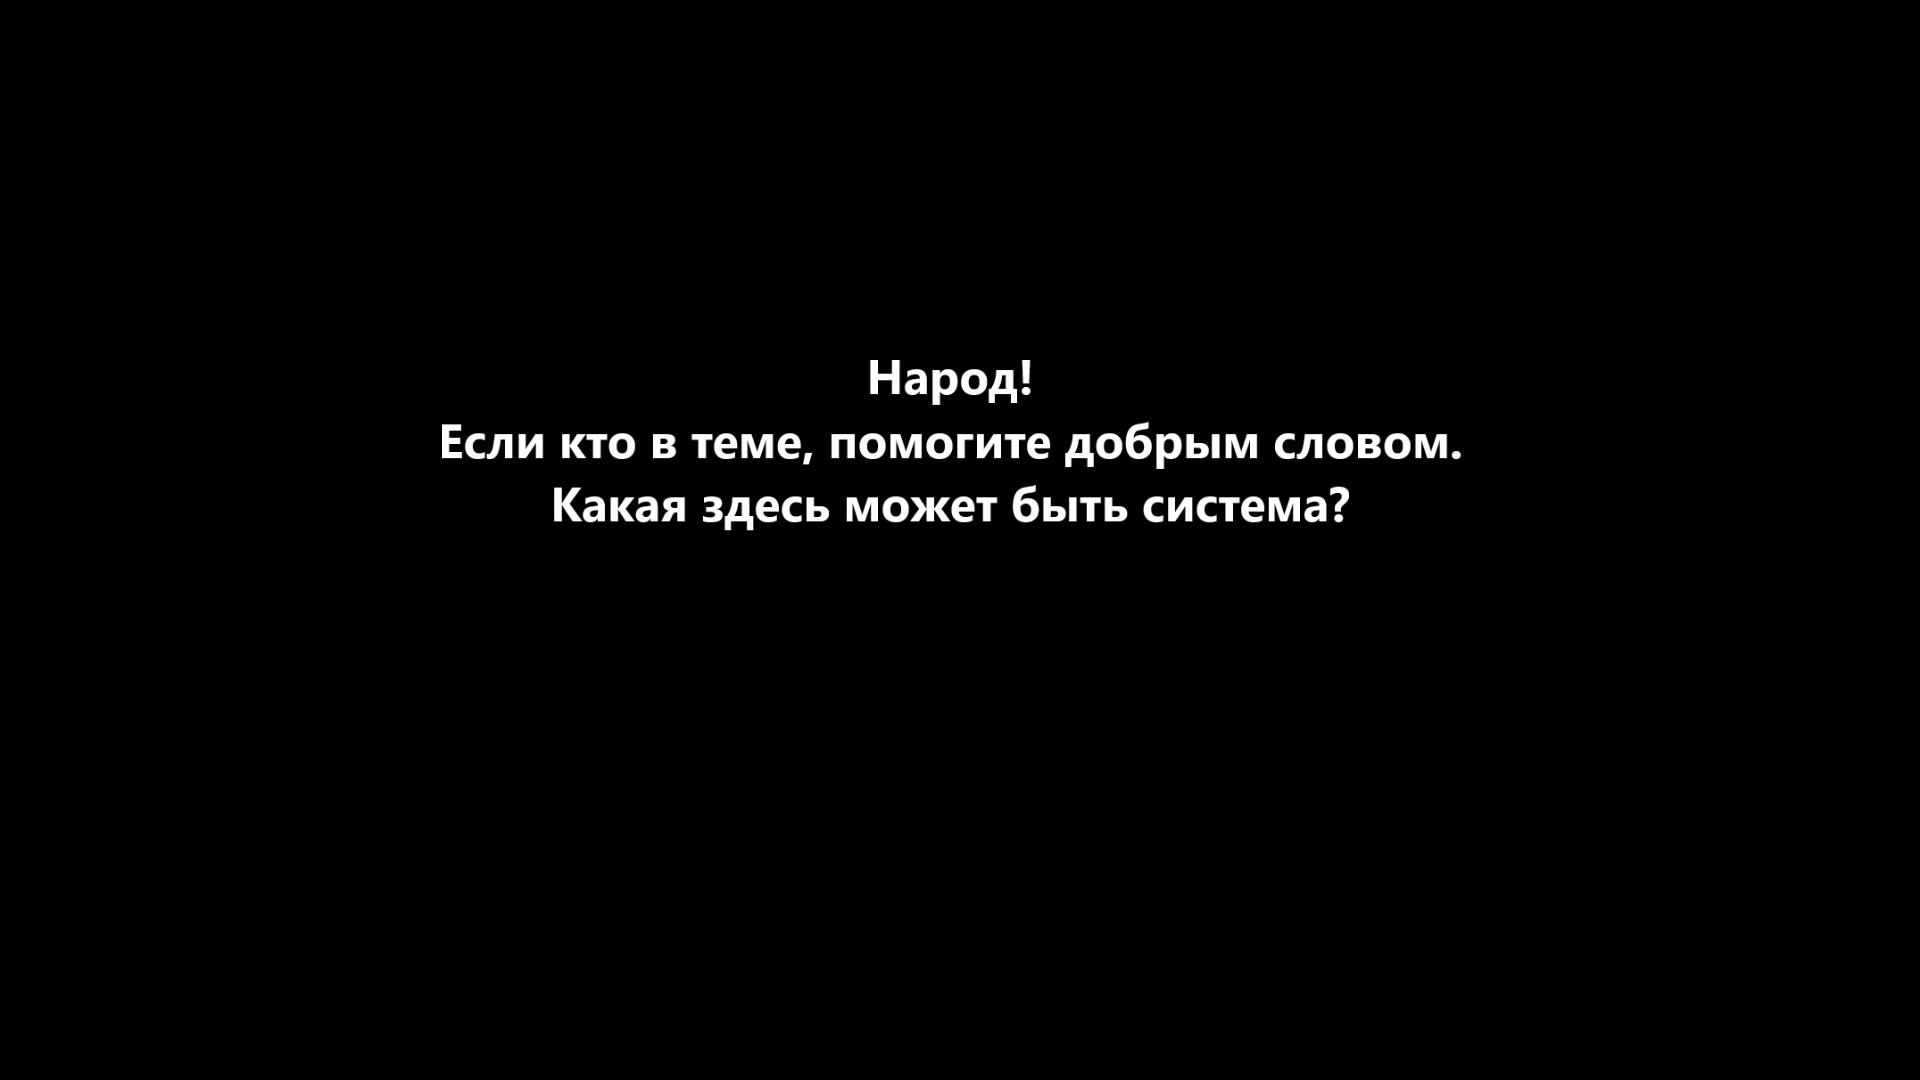 Народ!
Если кто в теме, помогите добрым словом.
Какая здесь может быть система?